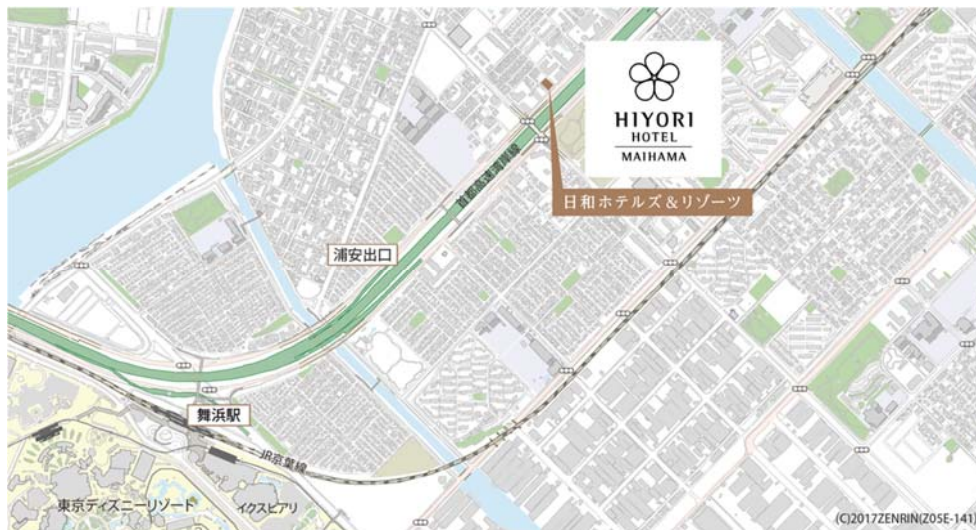 HIYORI
HOTEL
MAIHAMA
日和ホテルズ&リゾーツ
首都高速湾岸線
浦安出口
舞浜駅
JR京葉線
東京ディズニーリゾート
イクスピアリ
(C)2017ZENRIN(Z05E-141